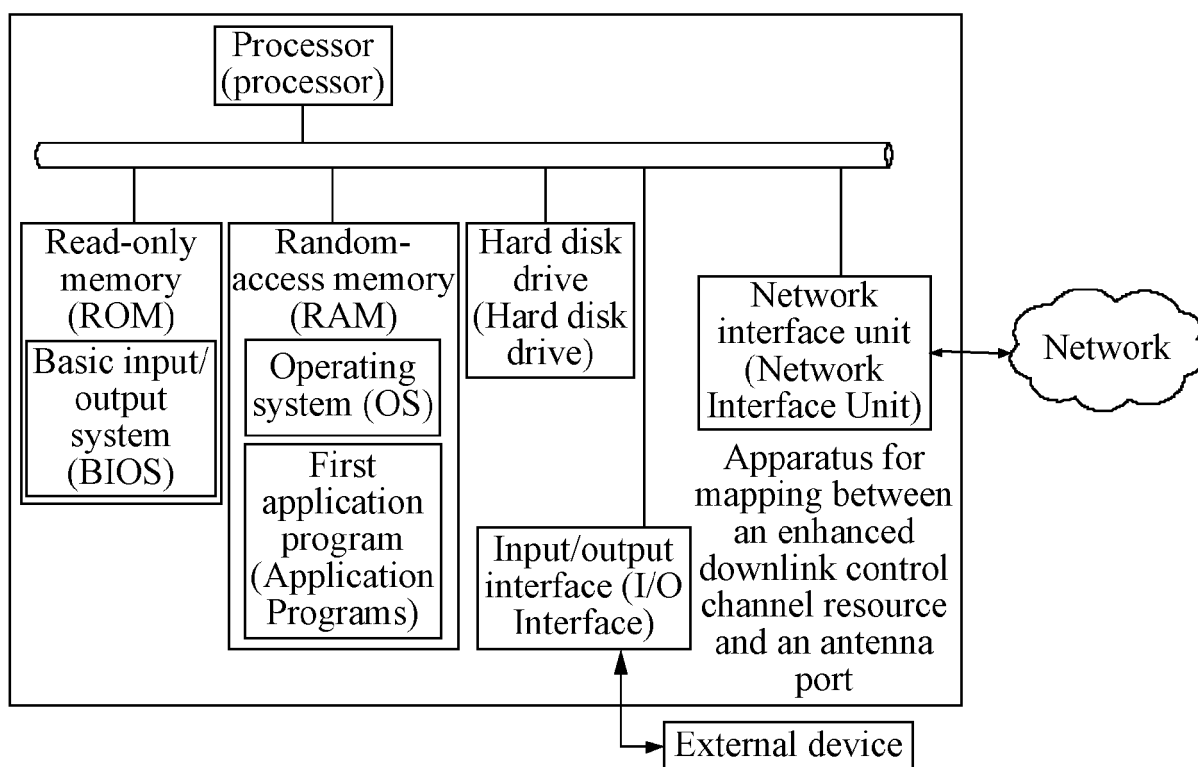 Processor
(processor)
Read-only
memory
(ROM)
Basic input/
output
system
(BIOS)
Random-
access memory
(RAM)
Operating
system (OS)
First
application
program
(Application
Programs)
Hard disk
drive
(Hard disk
drive)
Input/output
interface (I/O
Interface)
Network
interface unit
(Network
Interface Unit)
Apparatus for
mapping between
an enhanced
downlink control
channel resource
and an antenna
port
Network
External device